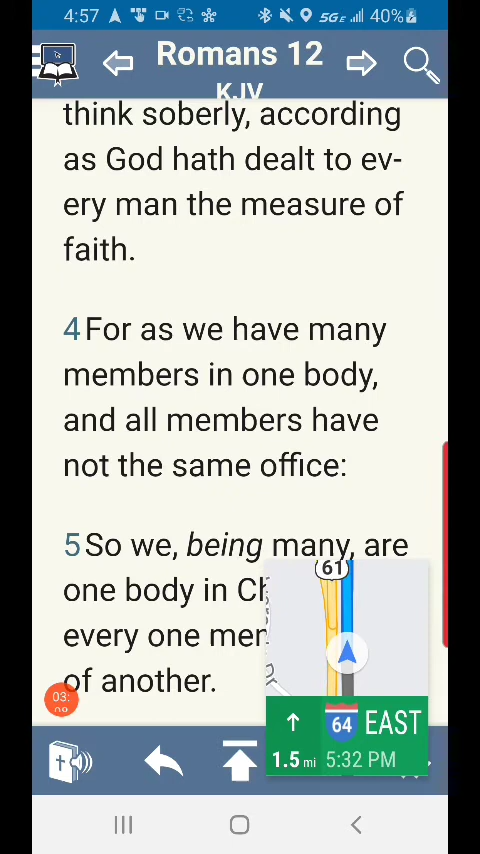 4:57 5GE 40%
Romans 12
KJV
think soberly, according
as God hath dealt to ev-
ery man the measure of
faith.
4 For as we have many
members in one body,
and all members have
not the same office:
5 So we, being many, are
one body in
every one
of another.
61
Dr
64 EAST
1.5 mi 5:32 PM
03: